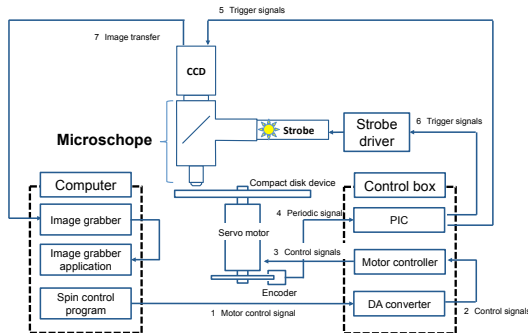 5 Trigger signals
7 Image transfer
CCD
6 Trigger signals
Strobe
Strobe
driver
Microschope
Compact disk device
Computer
Control box
4 Periodic signal
Image grabber
PIC
Servo motor
3 Control signals
Image grabber
application
Motor controller
Encoder
Spin control
program
1 Motor control signal
DA converter
2 Control signals